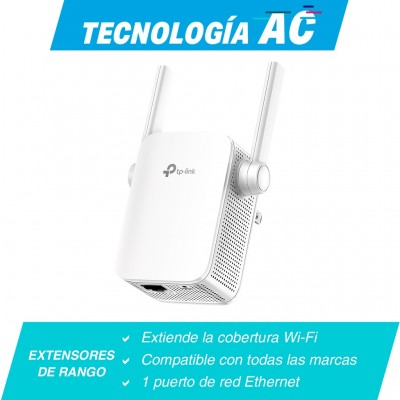 TECNOLOGÍA AC
tp-link
EXTENSORES
DE RANGO
Extiende la cobertura Wi-Fi
Compatible con todas las marcas
1 puerto de red Ethernet